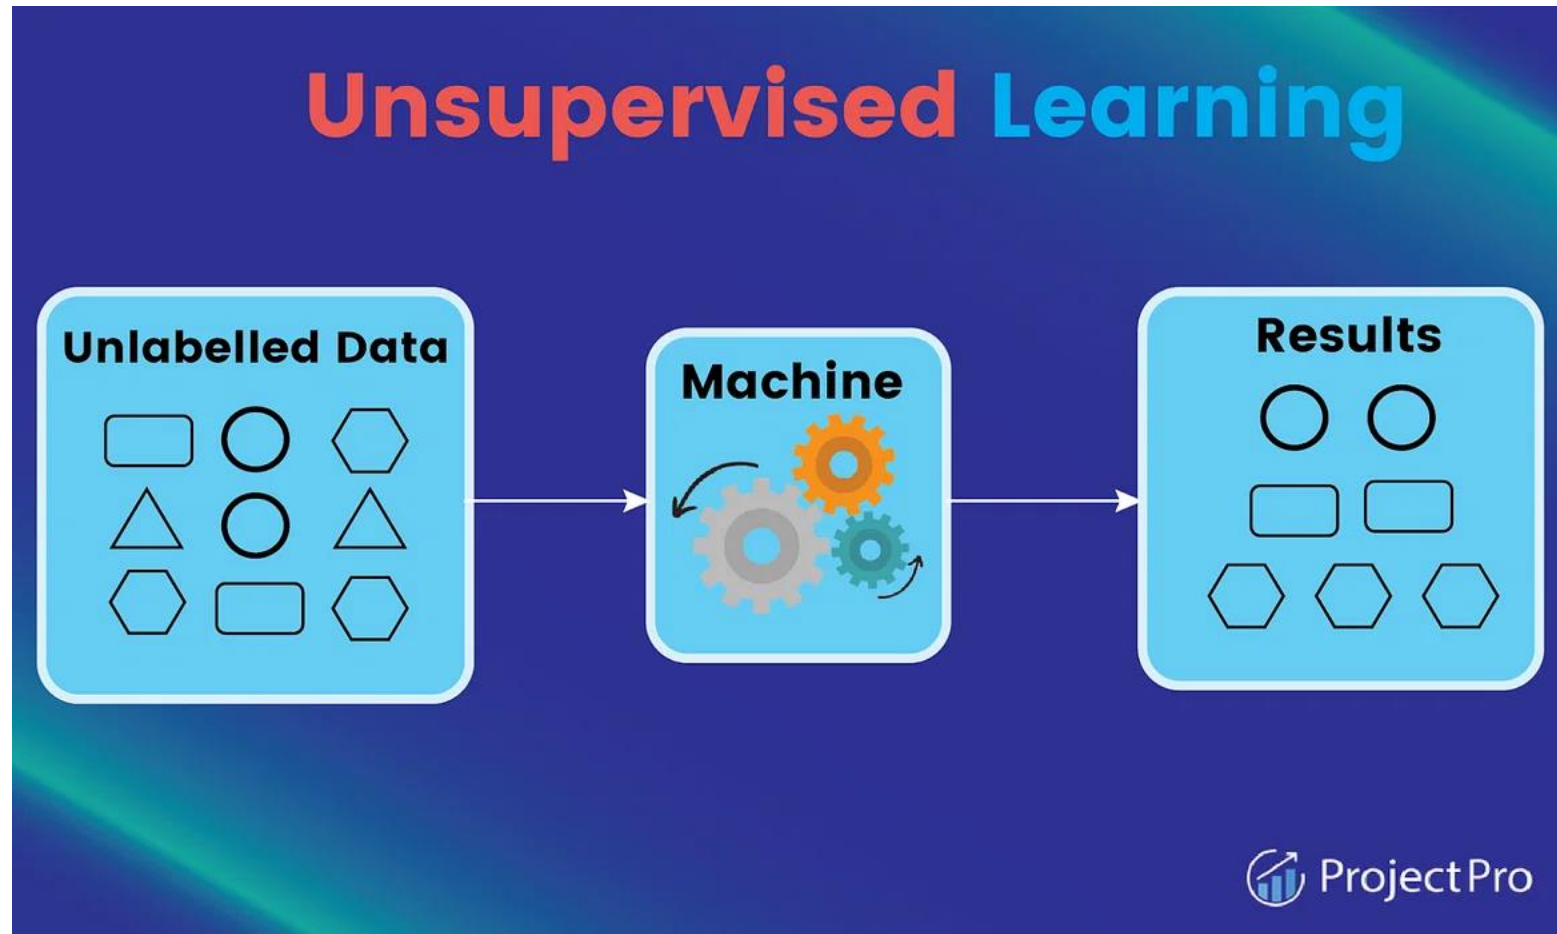 Unsupervised Learning
Unlabelled Data
Machine
Results
ProjectPro